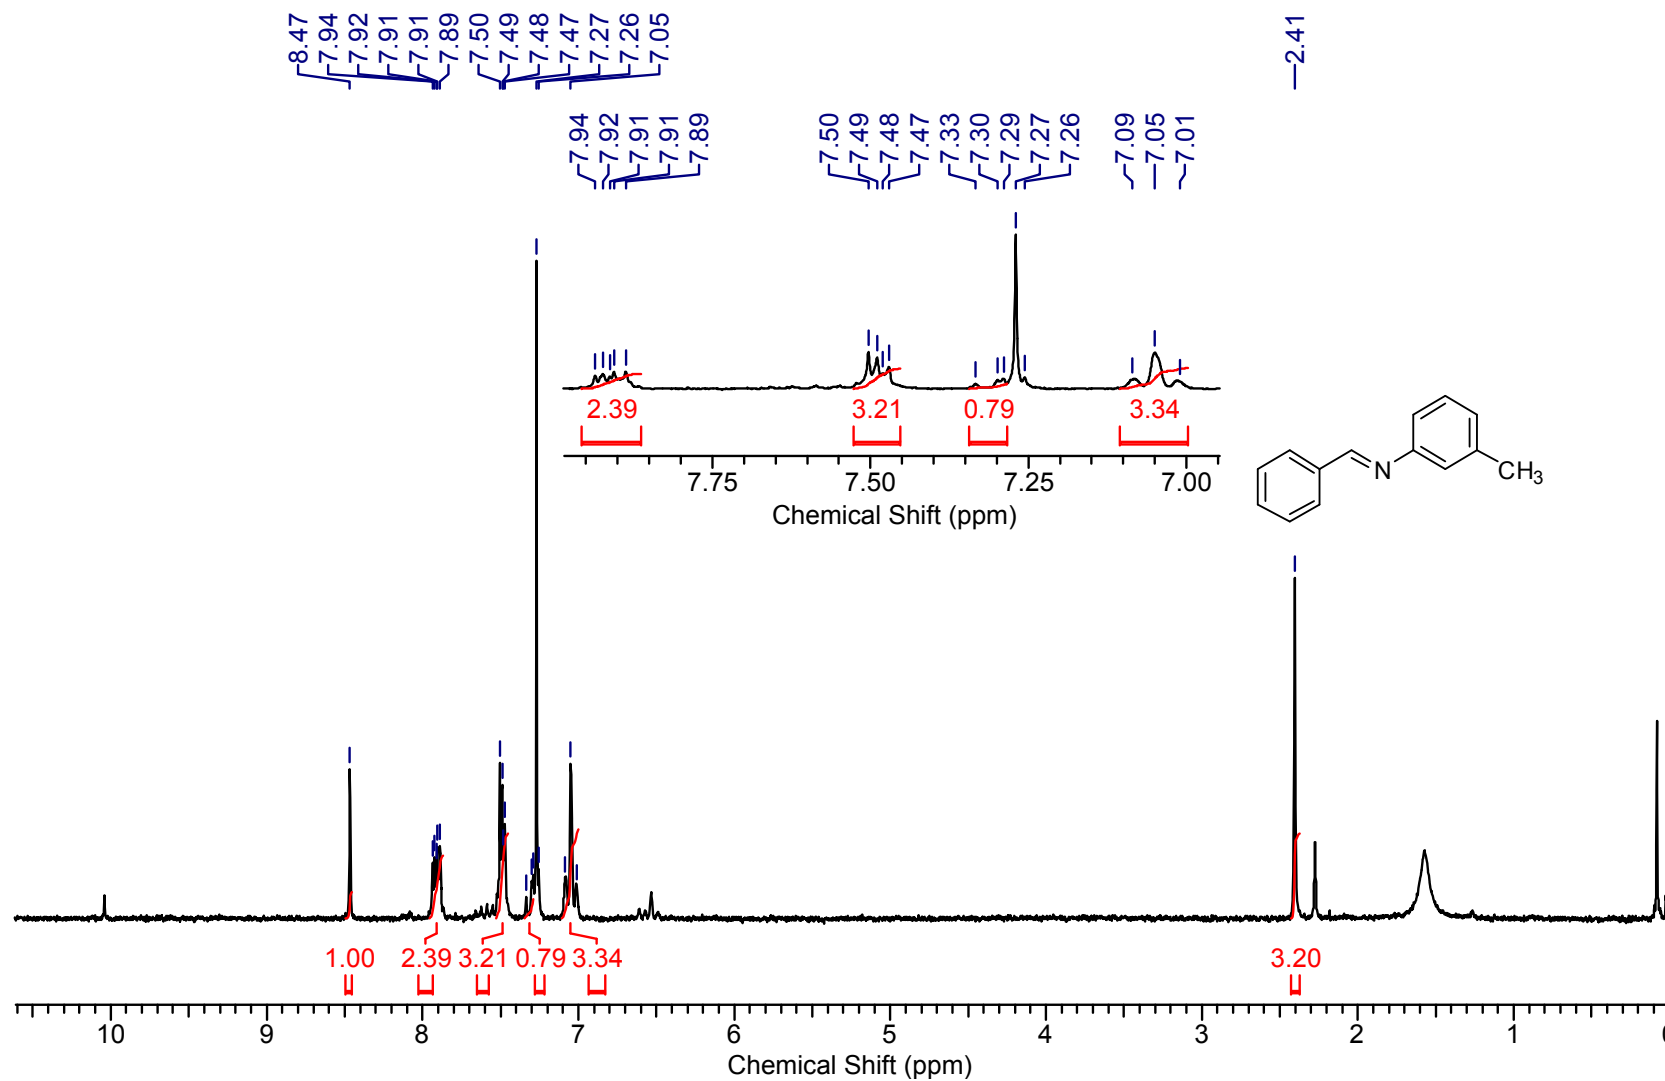 8.47 7.94 7.92 7.91 7.91 7.89 7.50 7.49 7.48 7.47 7.27 7.26 7.05 2.41
7.94 7.92 7.91 7.91 7.89 7.50 7.49 7.48 7.47 7.33 7.30 7.29 7.27 7.26 7.09 7.05 7.01
2.39 3.21 0.79 3.34
7.75 7.50 7.25 7.00
Chemical Shift (ppm)
N CH3
1.00 2.39 3.21 0.79 3.34 3.20
10 9 8 7 6 5 4 3 2 1 0
Chemical Shift (ppm)